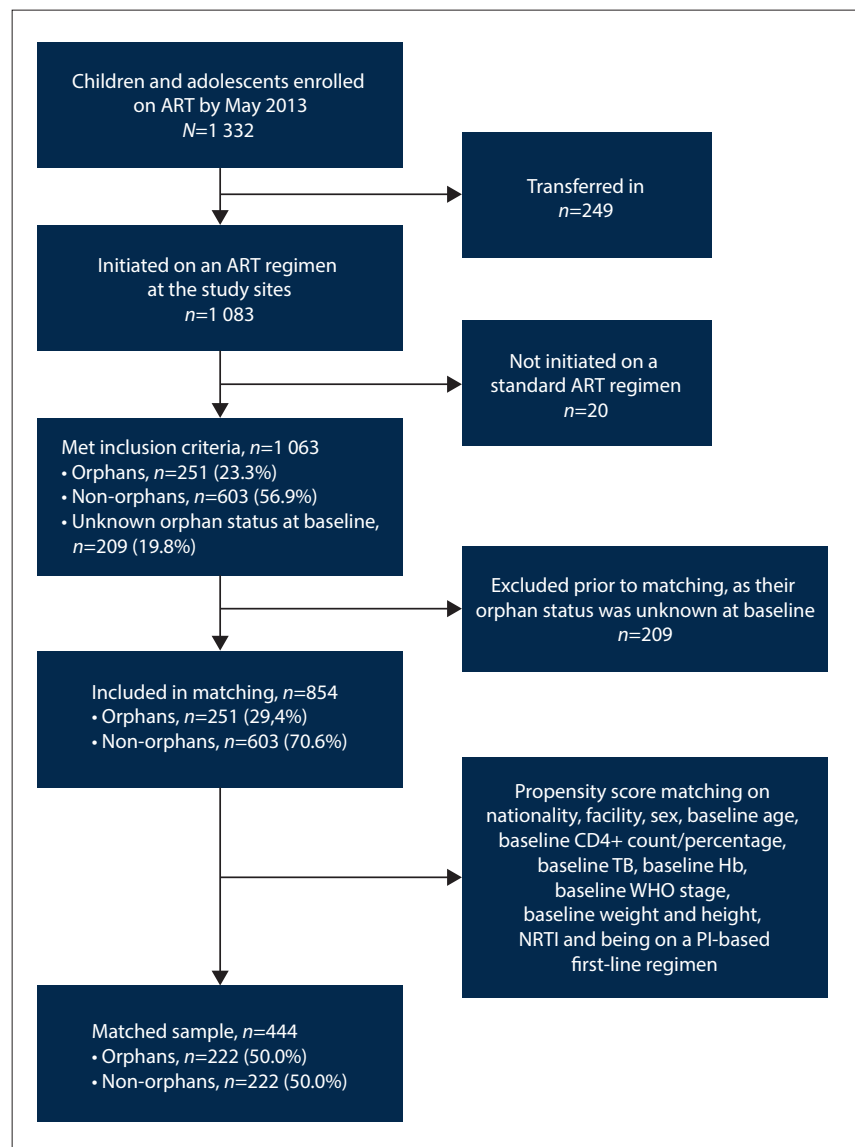 Children and adolescents enrolled
on ART by May 2013
N=1 332
Transferred in
n=249
Initiated on an ART regimen
at the study sites
n=1 083
Not initiated on a
standard ART regimen
n=20
Met inclusion criteria, n=1 063
• Orphans, n=251 (23.3%)
• Non-orphans, n=603 (56.9%)
• Unknown orphan status at baseline,
n=209 (19.8%)
Excluded prior to matching, as their
orphan status was unknown at baseline
n=209
Included in matching, n=854
• Orphans, n=251 (29,4%)
• Non-orphans, n=603 (70.6%)
Propensity score matching on
nationality, facility, sex, baseline age,
baseline CD4+ count/percentage,
baseline TB, baseline Hb,
baseline WHO stage,
baseline weight and height,
NRTI and being on a PI-based
first-line regimen
Matched sample, n=444
• Orphans, n=222 (50.0%)
• Non-orphans, n=222 (50.0%)